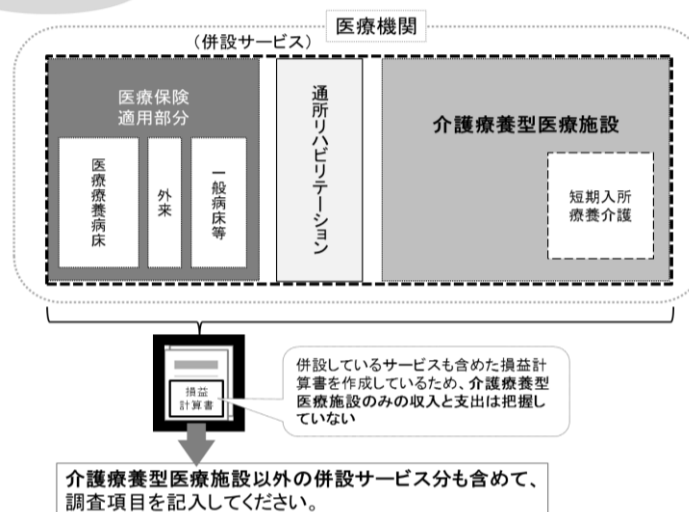 医療機関
（併設サービス）
医療保険
適用部分
医療療養病床
外来
一般病床等
通所リハビリテーション
介護療養型医療施設
短期入所
療養介護
損益
計算書
併設しているサービスも含めた損益計
算書を作成しているため、介護療養型
医療施設のみの収入と支出は把握し
ていない
介護療養型医療施設以外の併設サービス分も含めて、
調査項目を記入してください。